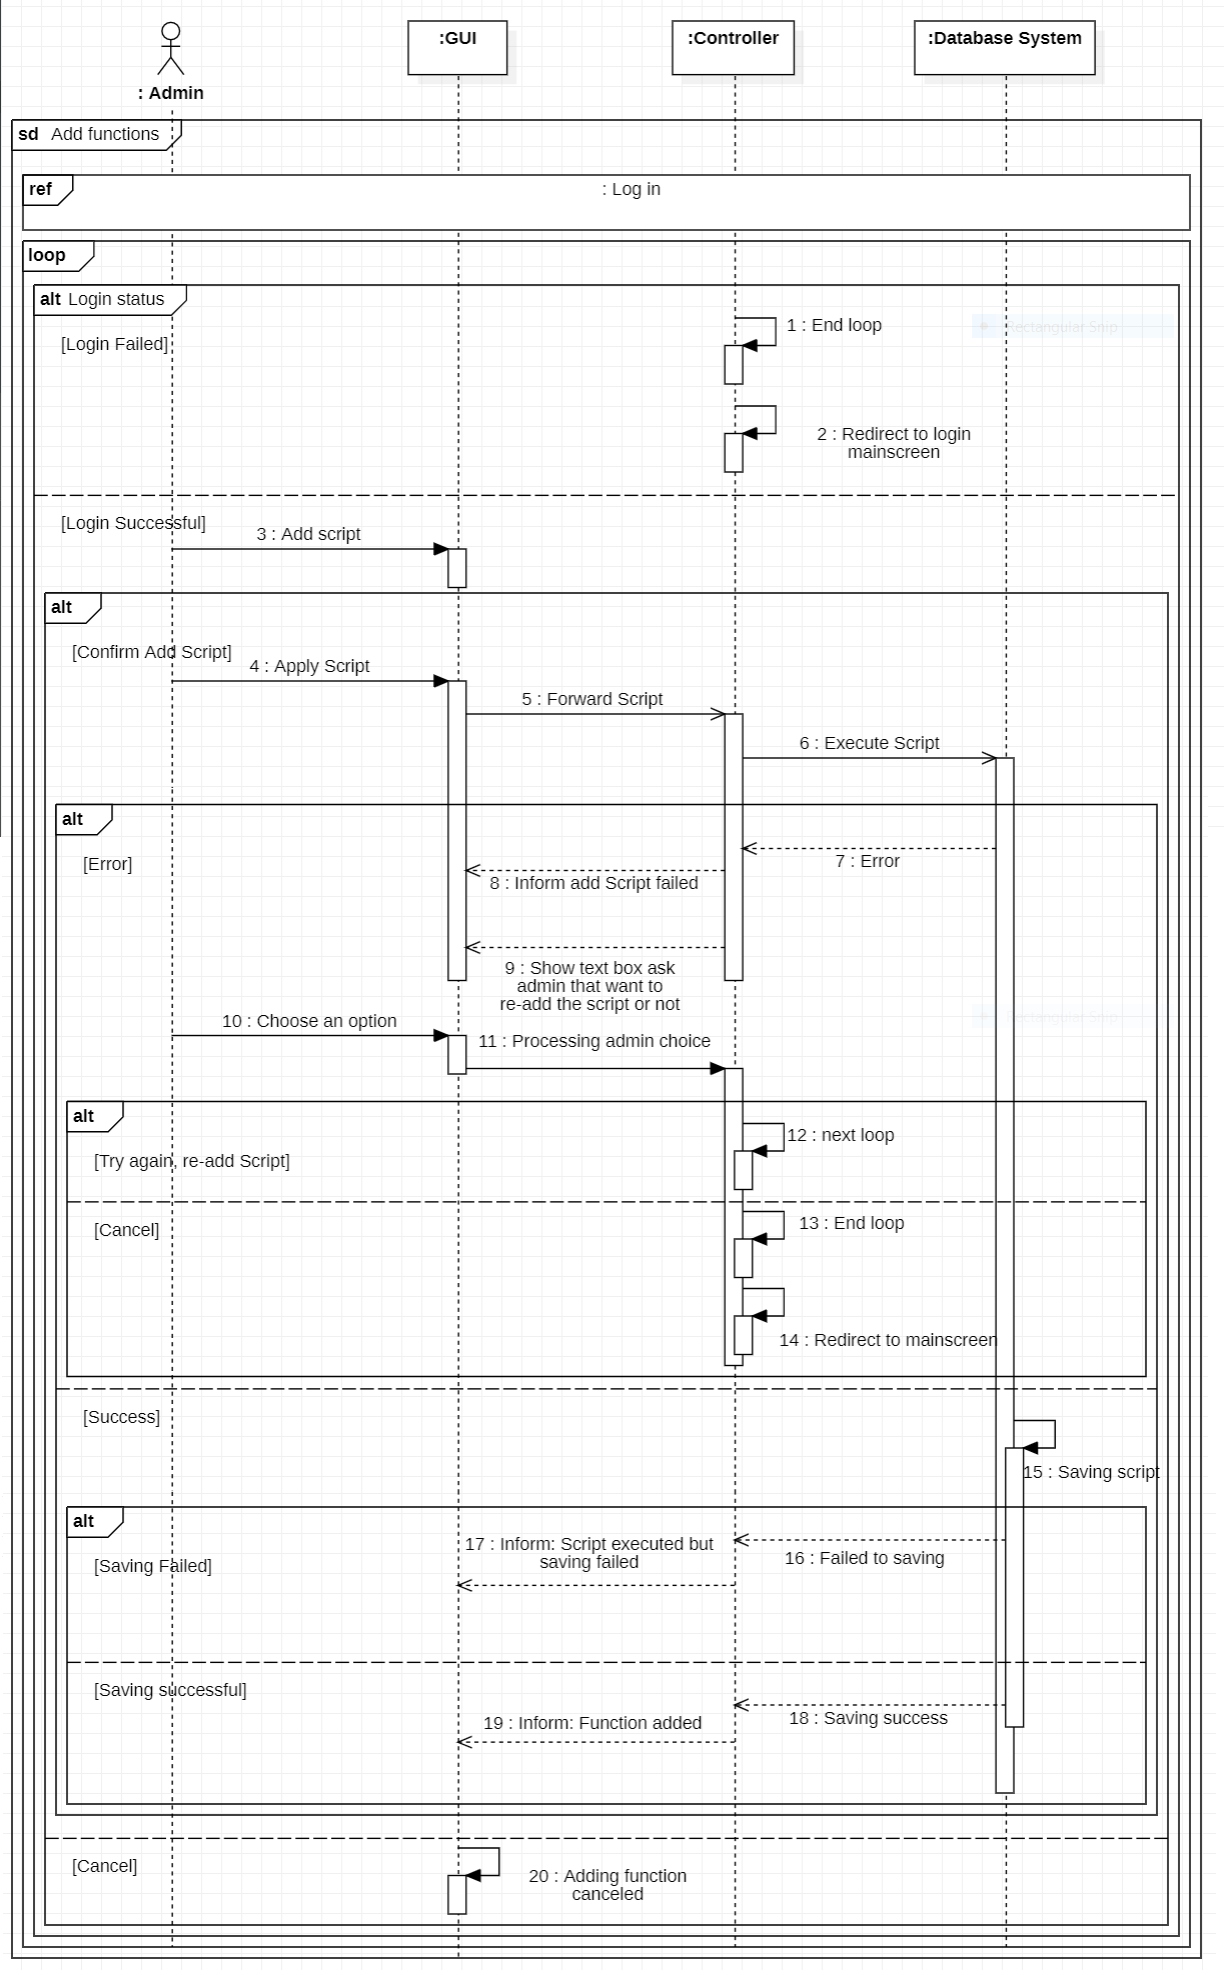 :GUI
:Controller
:Database System
: Admin
sd Add functions
ref
: Log in
loop
alt Login status
[Login Failed]
1 : End loop
Rectangular Snip
2 : Redirect to login
mainscreen
[Login Successful]
3 : Add script
alt
[Confirm Add Script]
4 : Apply Script
5 : Forward Script
6 : Execute Script
alt
[Error]
7 : Error
8 : Inform add Script failed
9 : Show text box ask
admin that want to
re-add the script or not
Rectangular Snip
10 : Choose an option
11 : Processing admin choice
alt
12 : next loop
[Try again, re-add Script]
[Cancel]
13 : End loop
14 : Redirect to mainscreen
[Success]
15 : Saving script
alt
17 : Inform: Script executed but
saving failed
16 : Failed to saving
[Saving Failed]
[Saving successful]
18 : Saving success
19 : Inform: Function added
[Cancel]
20 : Adding function
canceled